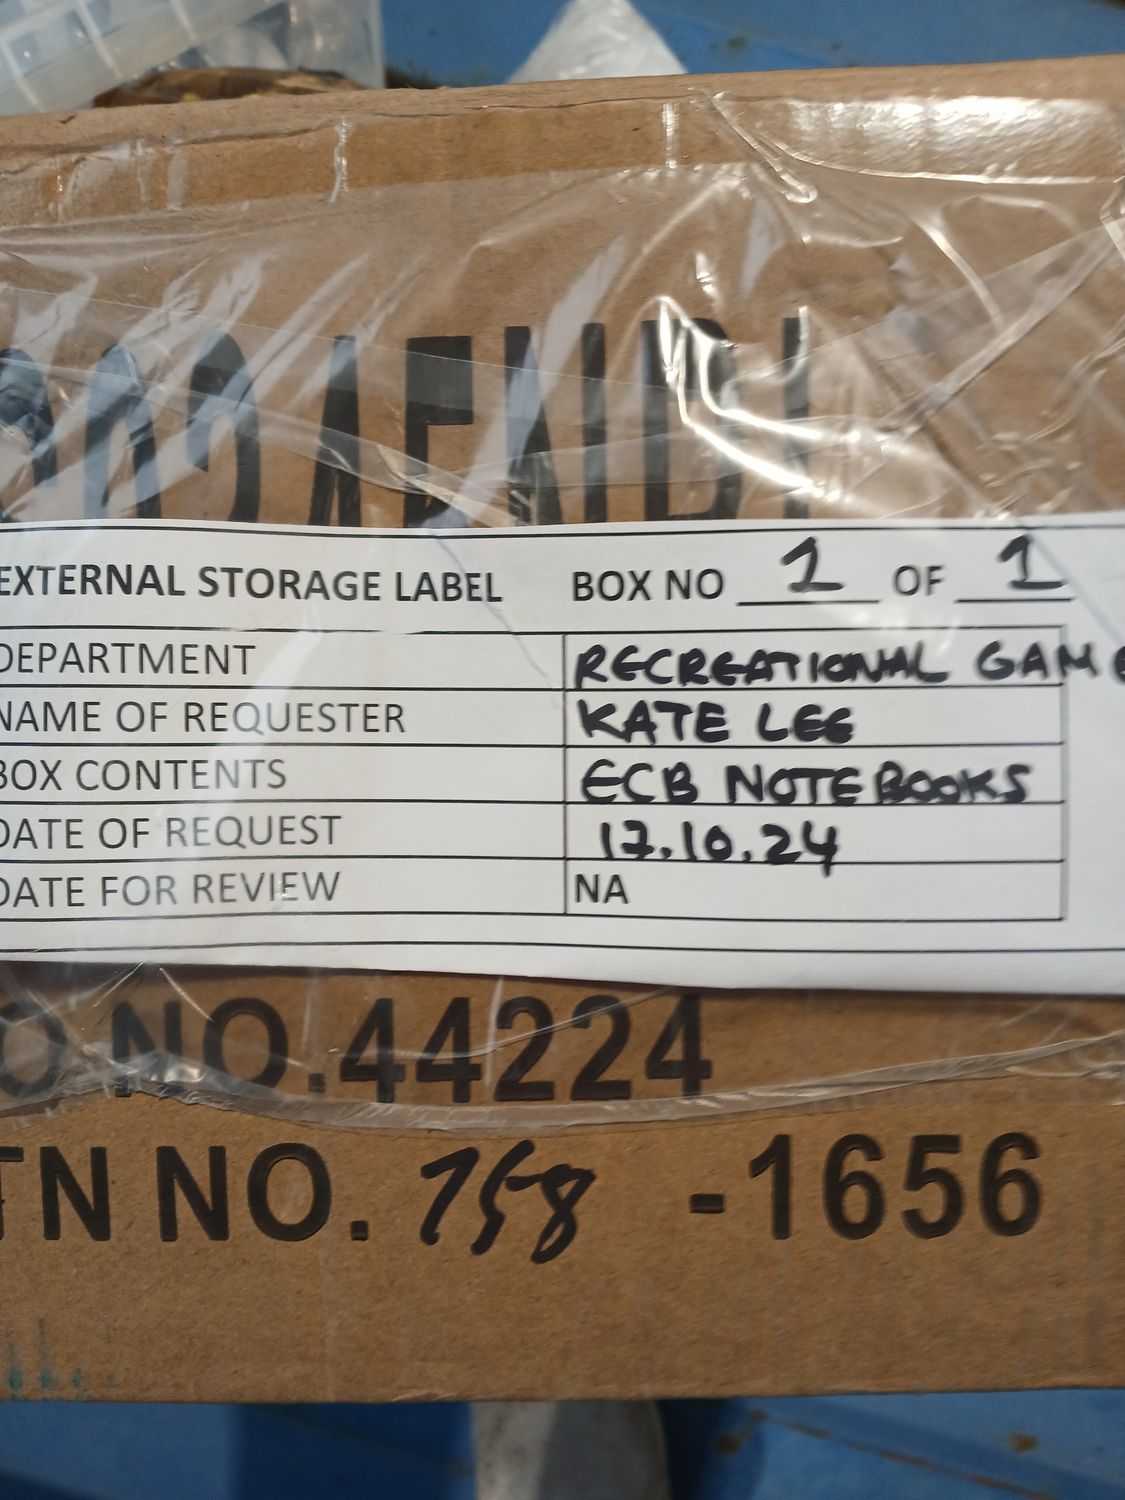 EXTERNAL STORAGE LABEL BOX NO 1 OF 1
DEPARTMENT RECREATIONAL GAME
NAME OF REQUESTER KATE LEE
BOX CONTENTS ECB NOTEBOOKS
DATE OF REQUEST 17.10.24
DATE FOR REVIEW NA
O NO.44224
TN NO. 758 -1656